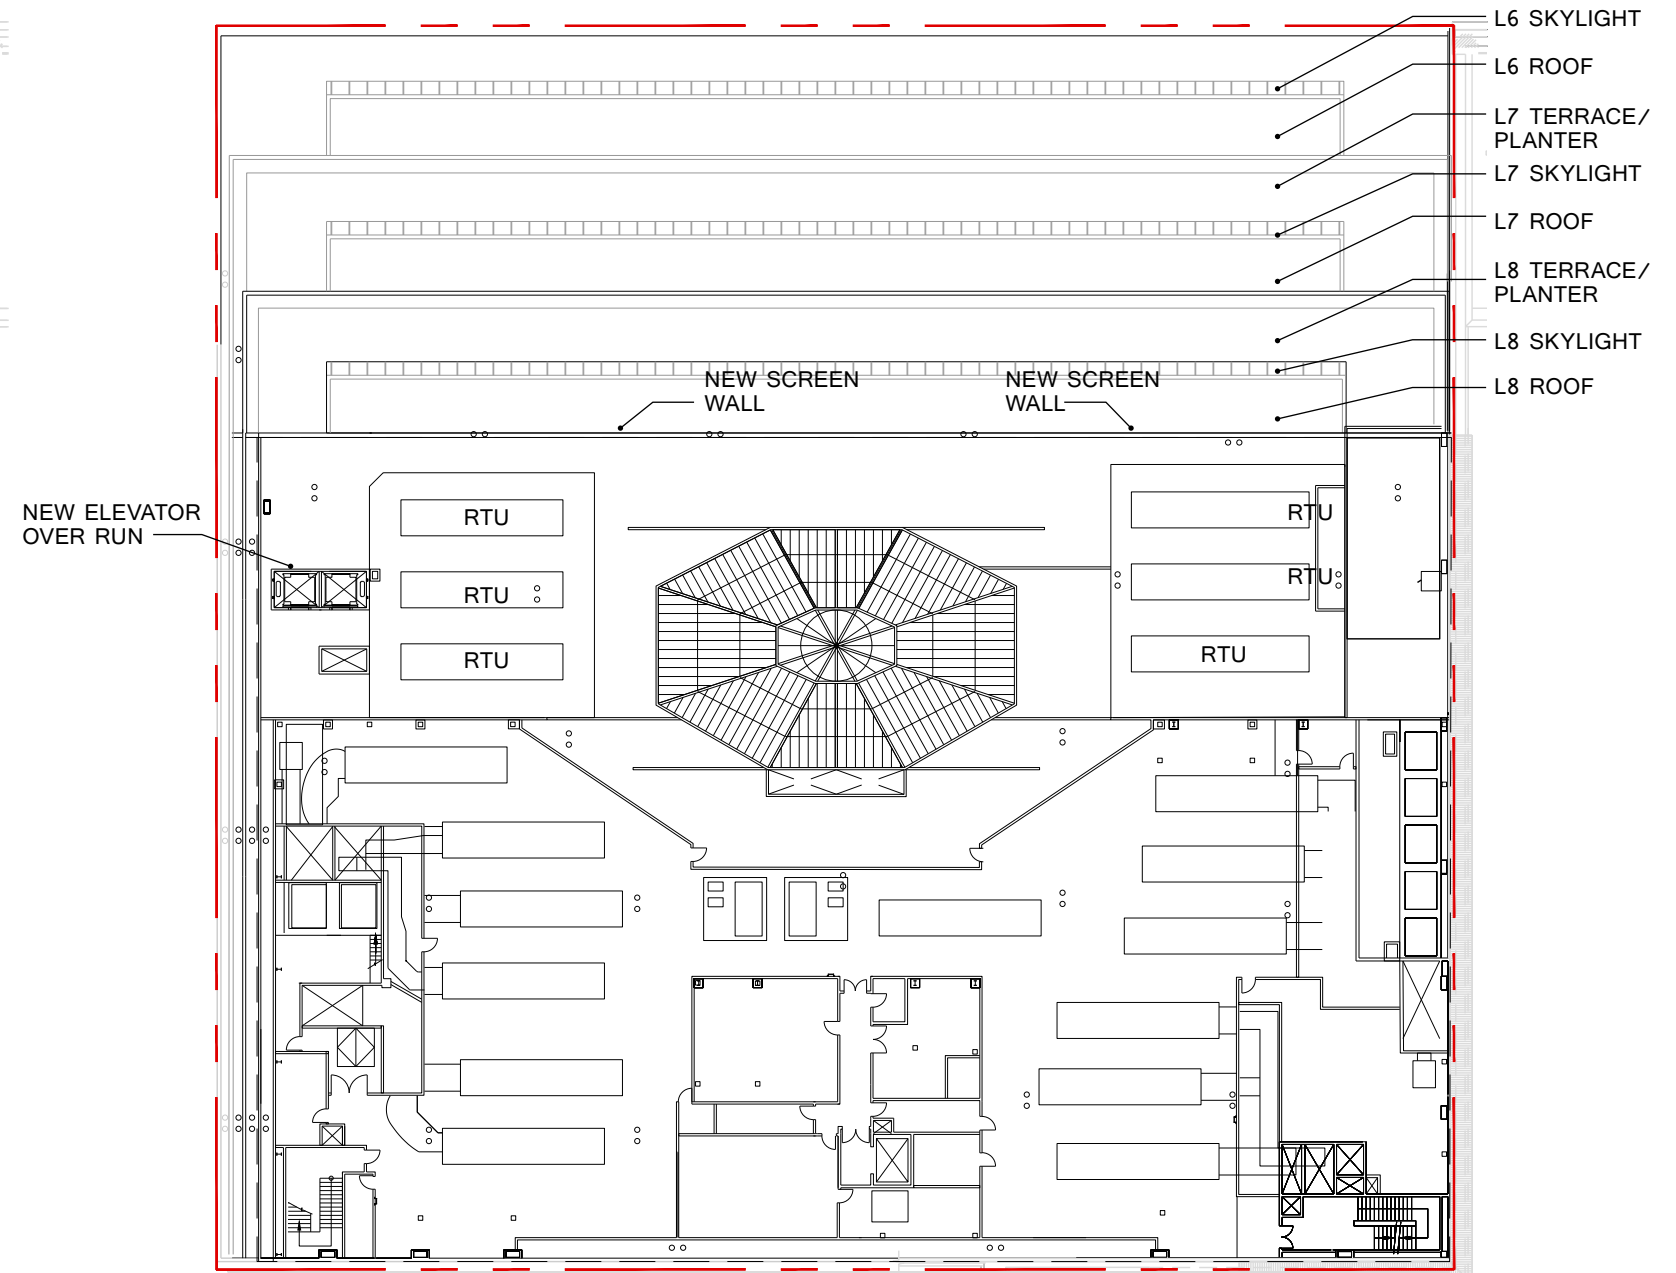 L6 SKYLIGHT
L6 ROOF
L7 TERRACE/
PLANTER
L7 SKYLIGHT
L7 ROOF
L8 TERRACE/
PLANTER
L8 SKYLIGHT
L8 ROOF
NEW SCREEN
WALL
NEW SCREEN
WALL
NEW ELEVATOR
OVER RUN
RTU
RTU
RTU
RTU
RTU
RTU